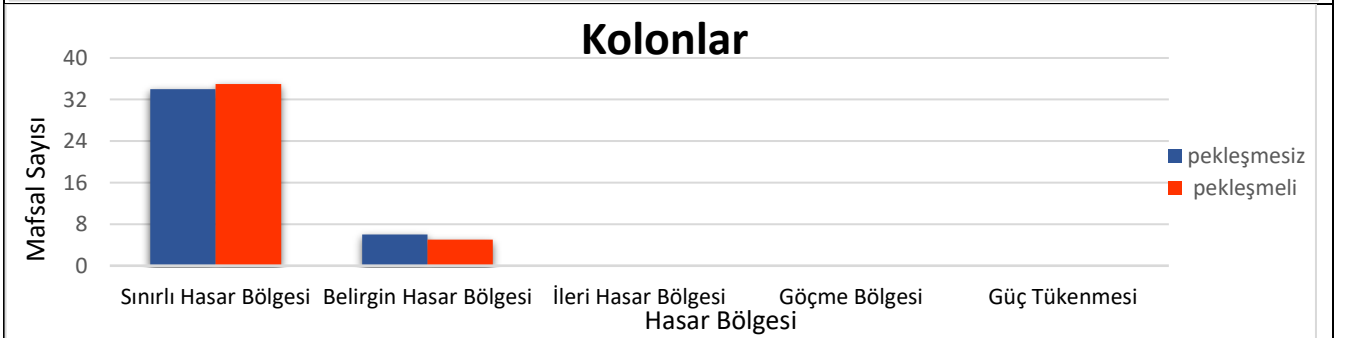 Kolonlar
40
32
24
16
8
0
Mafsal Sayısı
Sınırlı Hasar Bölgesi Belirgin Hasar Bölgesi İleri Hasar Bölgesi Göçme Bölgesi Güç Tükenmesi
Hasar Bölgesi
pekleşmesiz
pekleşmeli